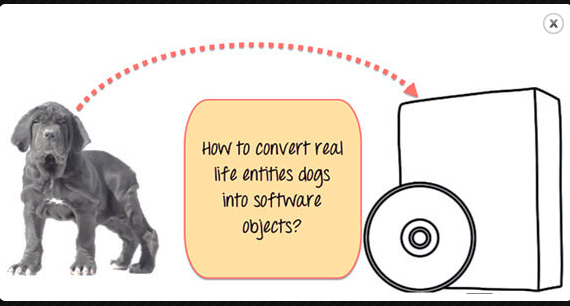 How to convert real
life entities dogs
into software
objects?